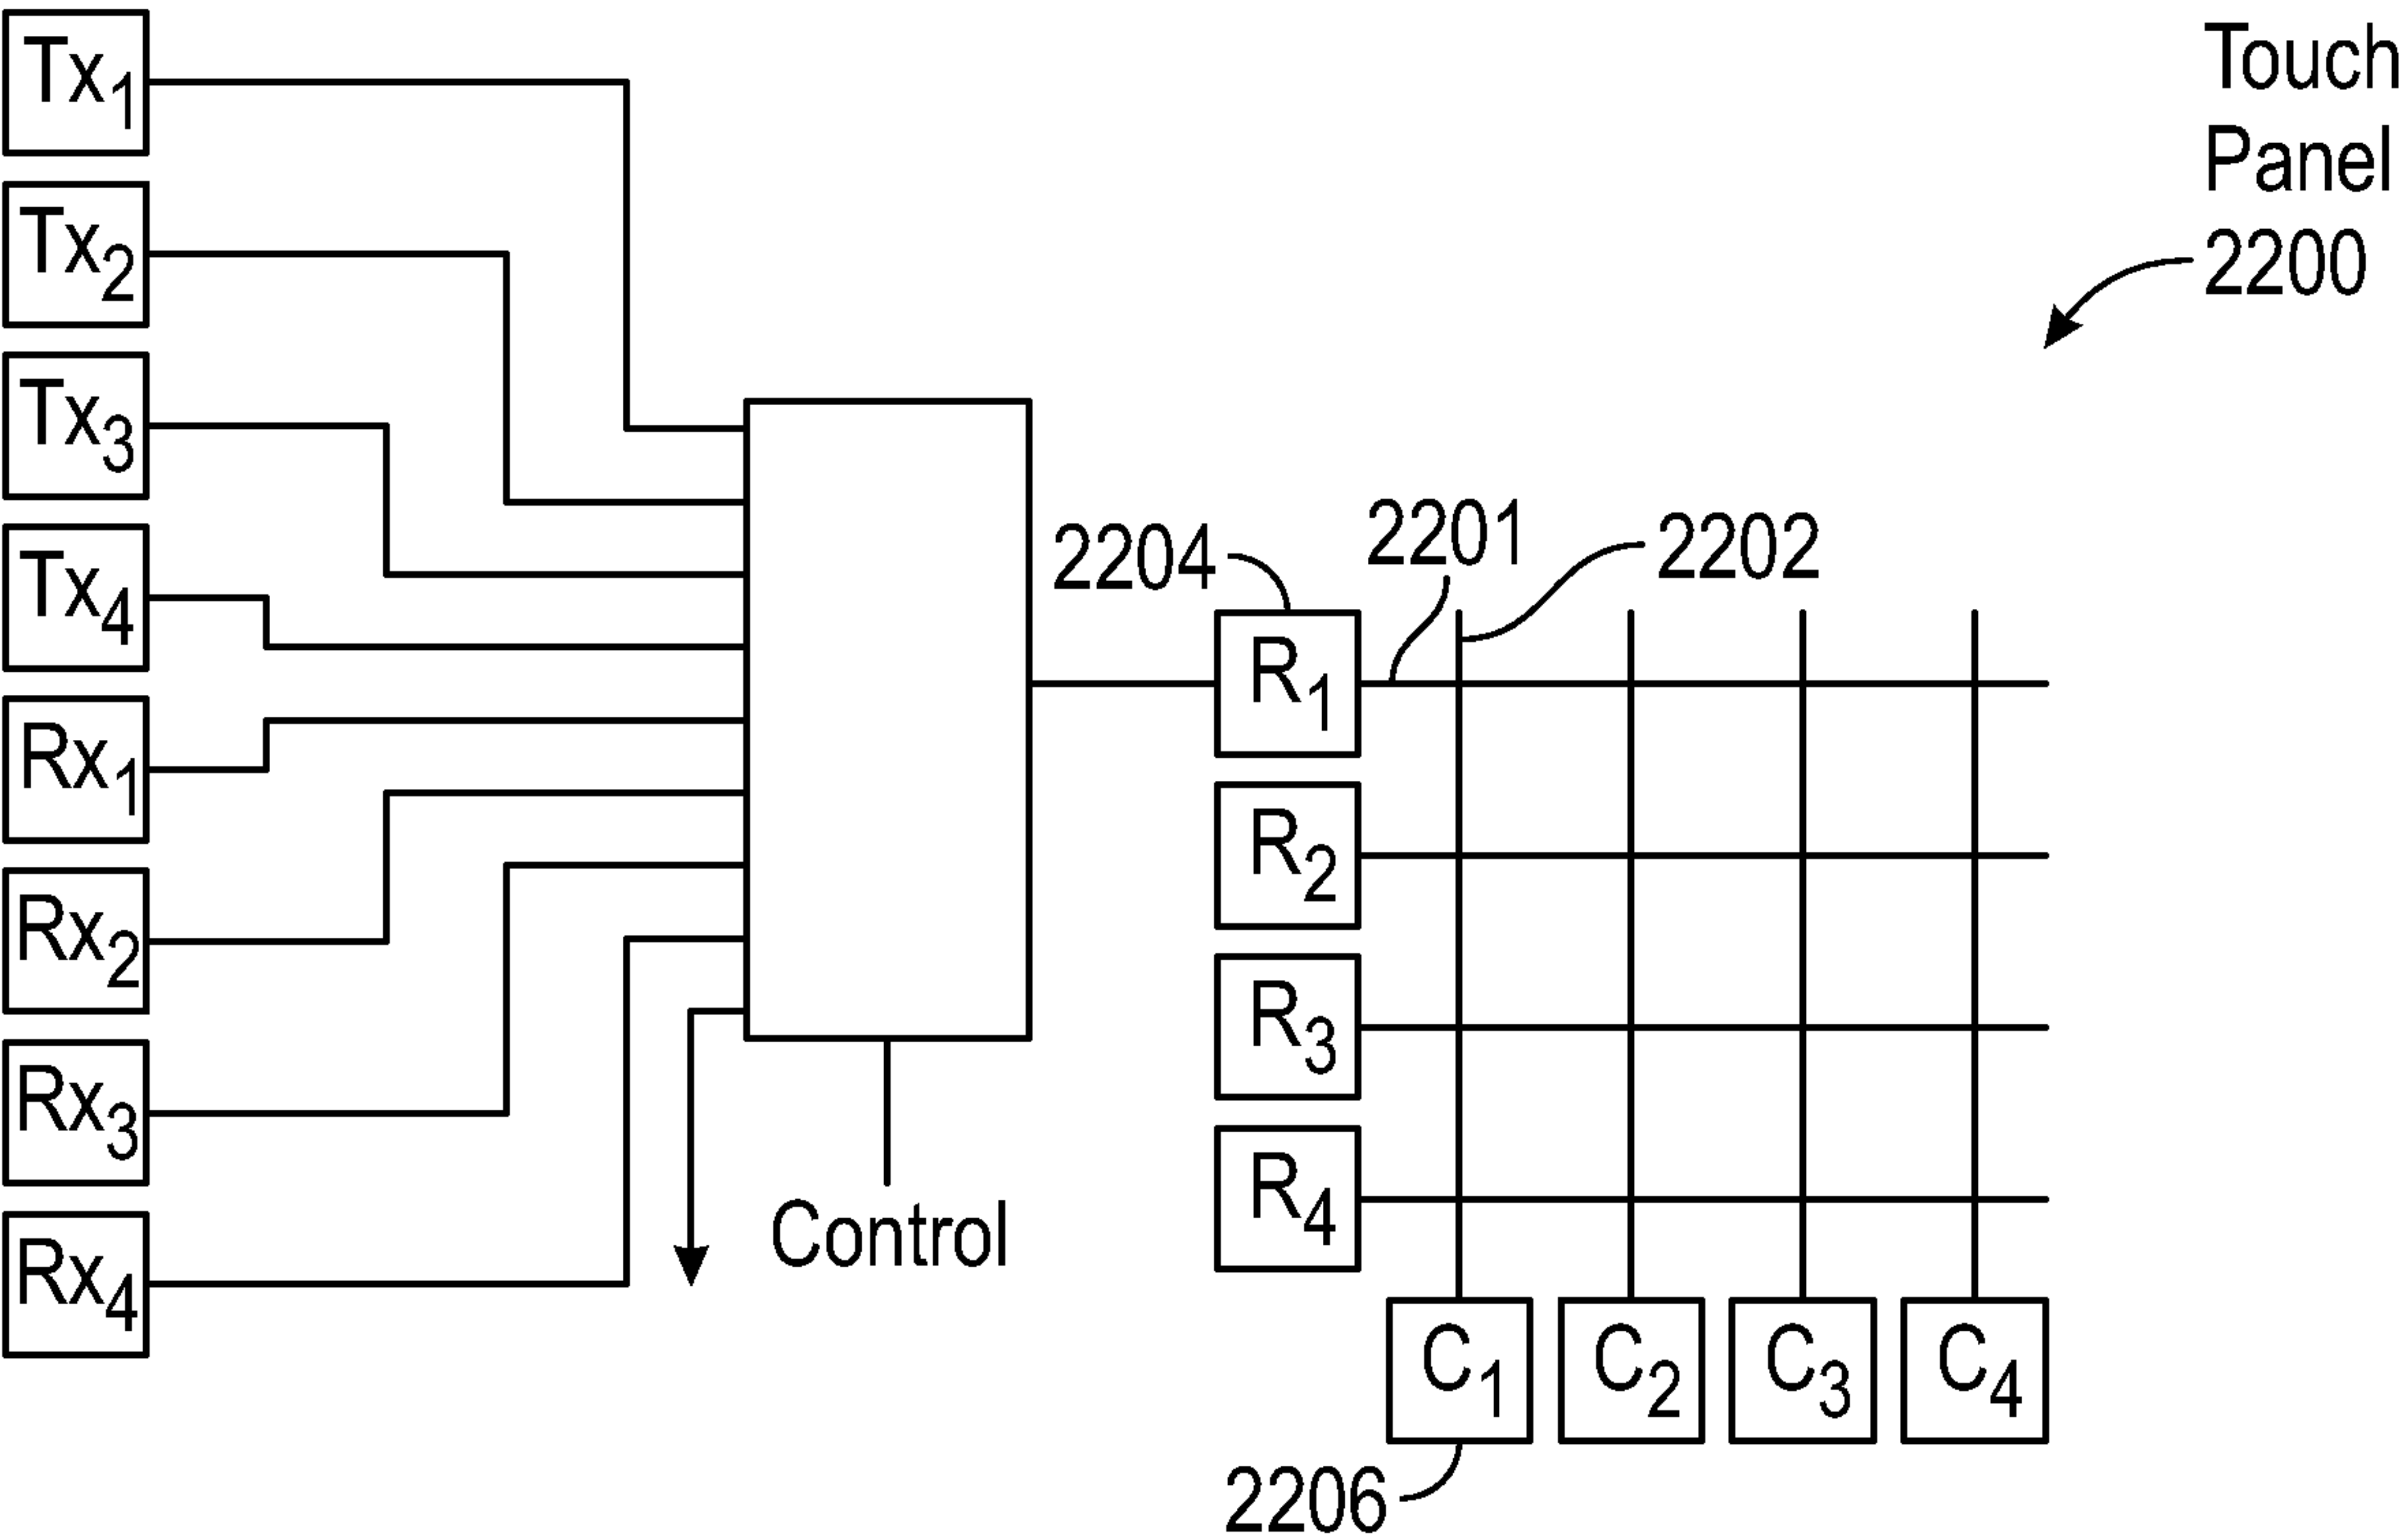 Tx1
Tx2
Tx3
Tx4
Rx1
Rx2
Rx3
Rx4
Control
Touch
Panel
2200
2204
2201
2202
R1
R2
R3
R4
C1 C2 C3 C4
2206